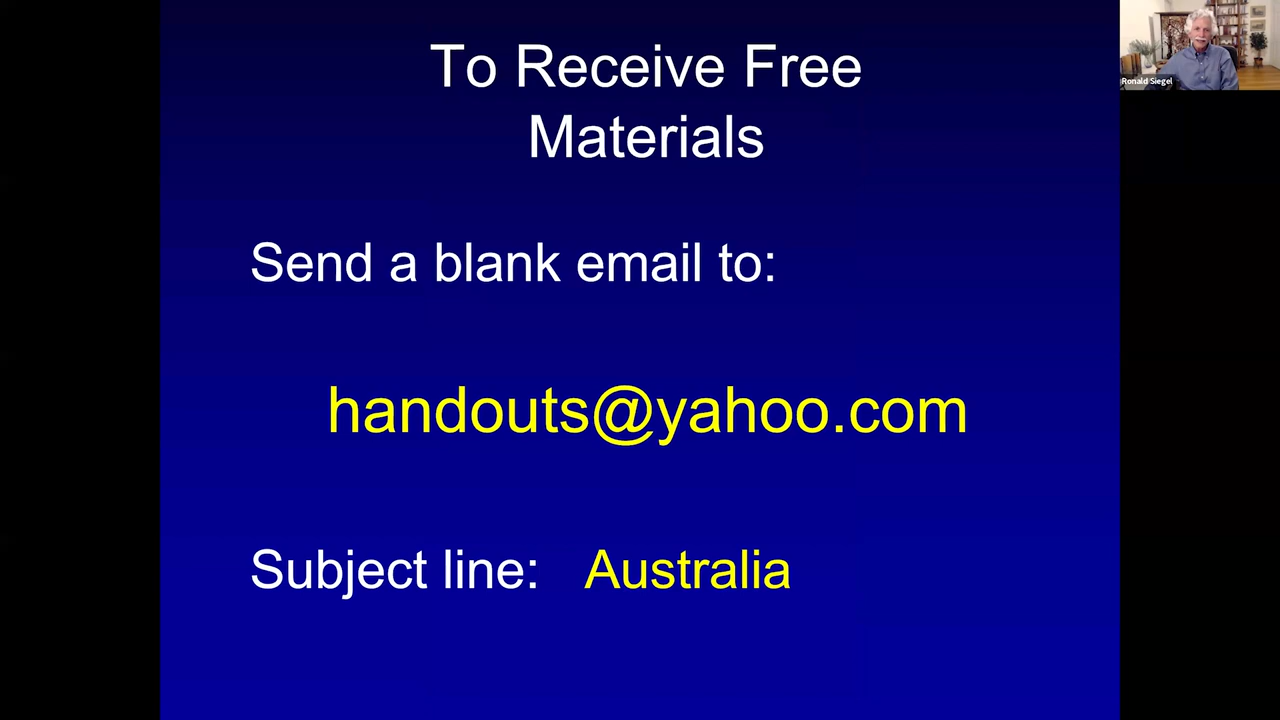 To Receive Free
Materials
Ronald Siegel
Send a blank email to:
handouts@yahoo.com
Subject line: Australia